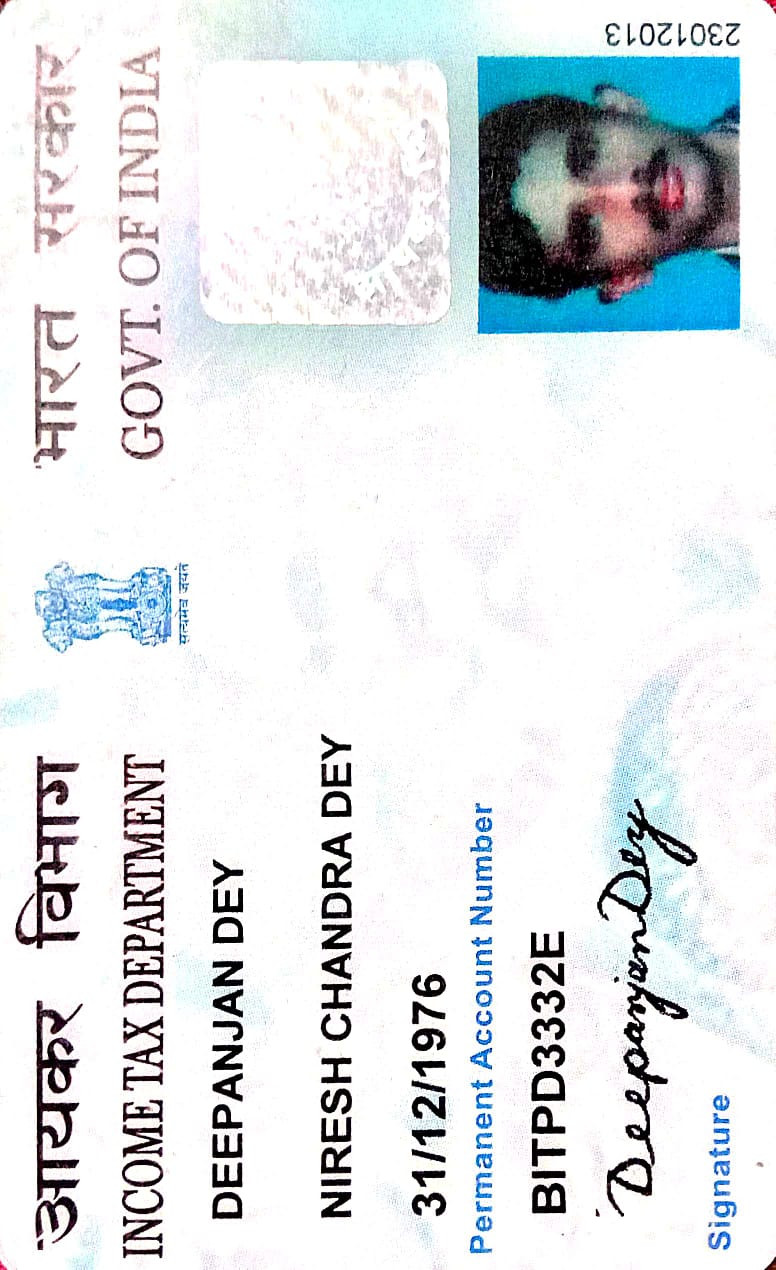 आयकर विभाग
INCOME TAX DEPARTMENT
सत्यमेव जयते
भारत सरकार
GOVT. OF INDIA
DEEPANJAN DEY
NIRESH CHANDRA DEY
31/12/1976
Permanent Account Number
BITPD3332E
Deepanjan Dey
Signature
23012013